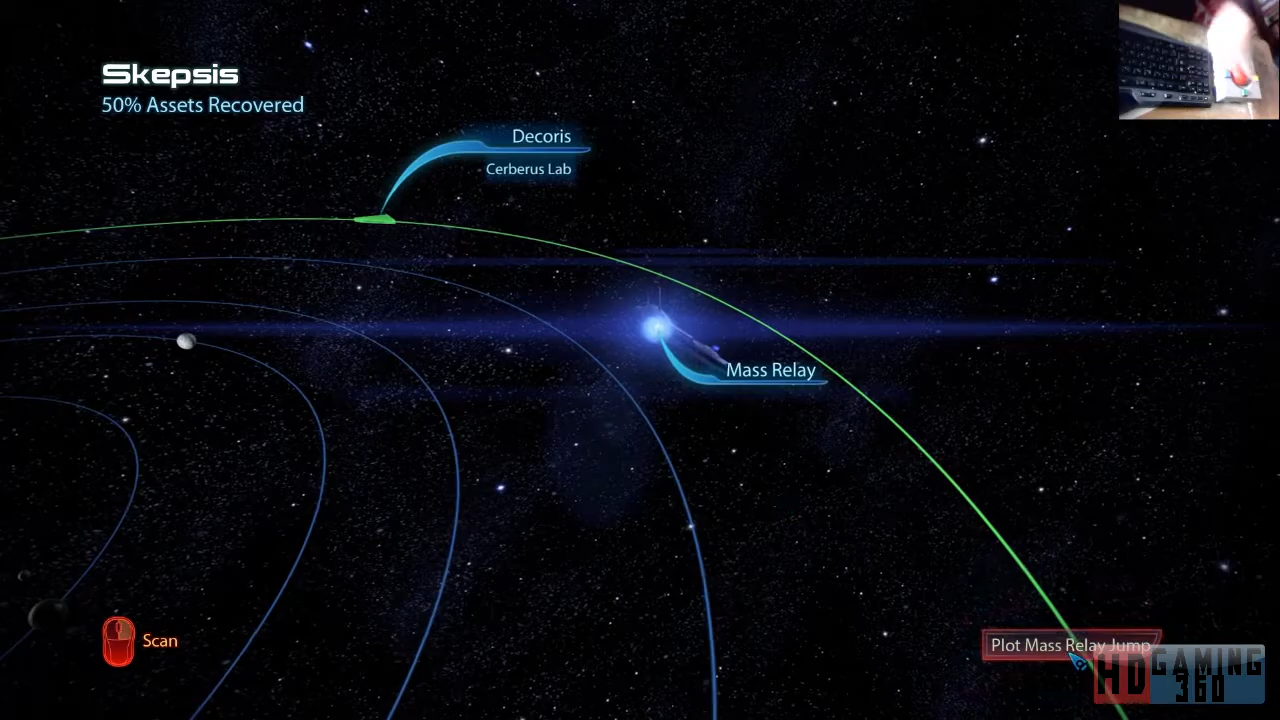 Skepsis
50% Assets Recovered
Decoris
Cerberus Lab
Mass Relay
Scan
Plot Mass Relay Jump
HD GAMING
360